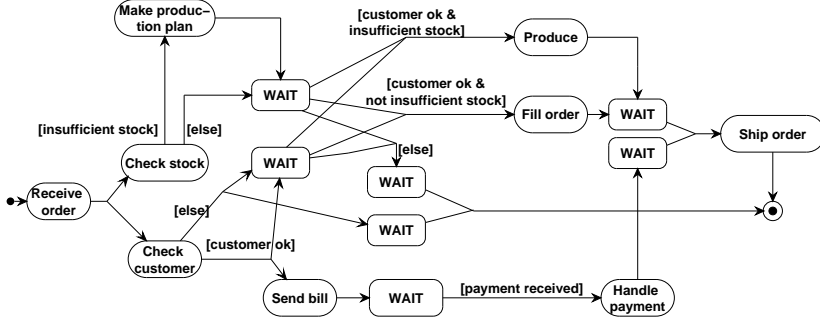 Make produc–
tion plan
[customer ok &
insufficient stock]
Produce
WAIT
[customer ok &
not insufficient stock]
Fill order
WAIT
[insufficient stock]
[else]
Ship order
Check stock
WAIT
[else]
WAIT
WAIT
Receive
order
[else]
WAIT
Check
customer
[customer ok]
Send bill
WAIT
[payment received]
Handle
payment